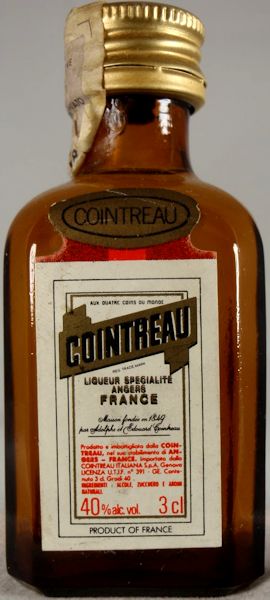 COINTREAU
AUX QUATRE COINS DU MONDE
COINTREAU
REG. TRADE MARK
LIQUEUR SPECIALITÉ
ANGERS
FRANCE
Maison fondée en 1849
par Adolphe et Edouard Cointreau
Prodotto e imbottigliato dalla COIN-
TREAU, nel suo stabilimento di AN-
GERS - FRANCE. Importato dalla
COINTREAU ITALIANA S.p.A. Genova
LICENZA U.T.I.F. n° 391 - GE. Conte-
nuto 3 cl. Gradi 40
INGREDIENTI: ALCOLE, ZUCCHERO E AROMI
NATURALI
40% alc. vol. 3 cl
PRODUCT OF FRANCE